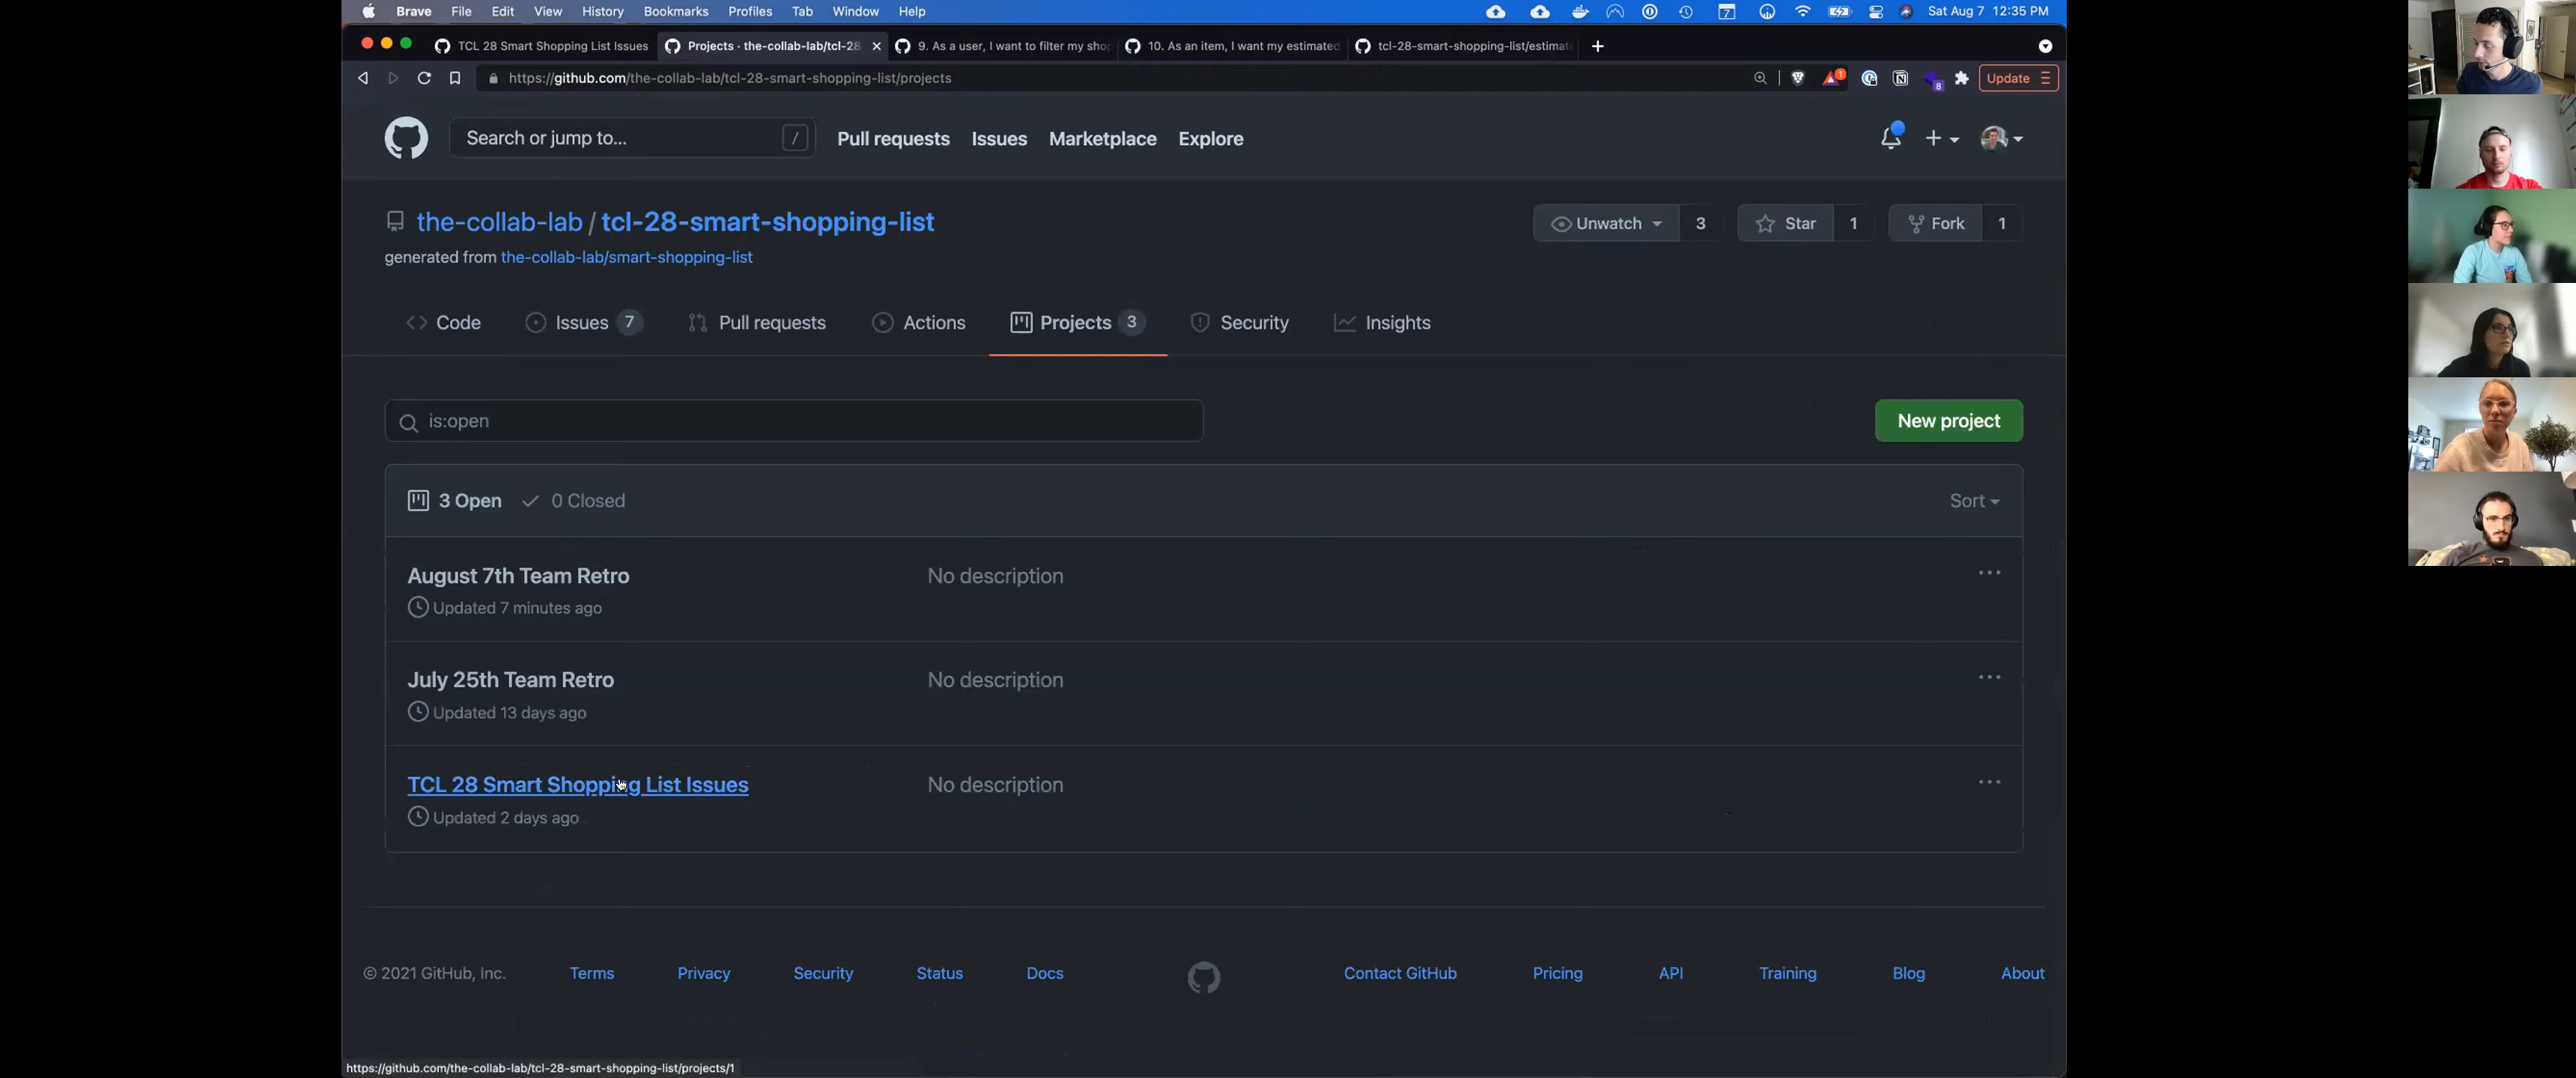 Brave File Edit View History Bookmarks Profiles Tab Window Help
7
Sat Aug 7 12:35 PM
TCL 28 Smart Shopping List Issues
Projects · the-collab-lab/tcl-28
9. As a user, I want to filter my shop
10. As an item, I want my estimated
tcl-28-smart-shopping-list/estimat
https://github.com/the-collab-lab/tcl-28-smart-shopping-list/projects
1
8
Update
Search or jump to...
/
Pull requests Issues Marketplace Explore
the-collab-lab / tcl-28-smart-shopping-list
Unwatch 3
Star 1
Fork 1
generated from the-collab-lab/smart-shopping-list
Code
Issues 7
Pull requests
Actions
Projects 3
Security
Insights
is:open
New project
3 Open 0 Closed
Sort
August 7th Team Retro
No description
Updated 7 minutes ago
July 25th Team Retro
No description
Updated 13 days ago
TCL 28 Smart Shopping List Issues
No description
Updated 2 days ago
© 2021 GitHub, Inc. Terms Privacy Security Status Docs Contact GitHub Pricing API Training Blog About
https://github.com/the-collab-lab/tcl-28-smart-shopping-list/projects/1